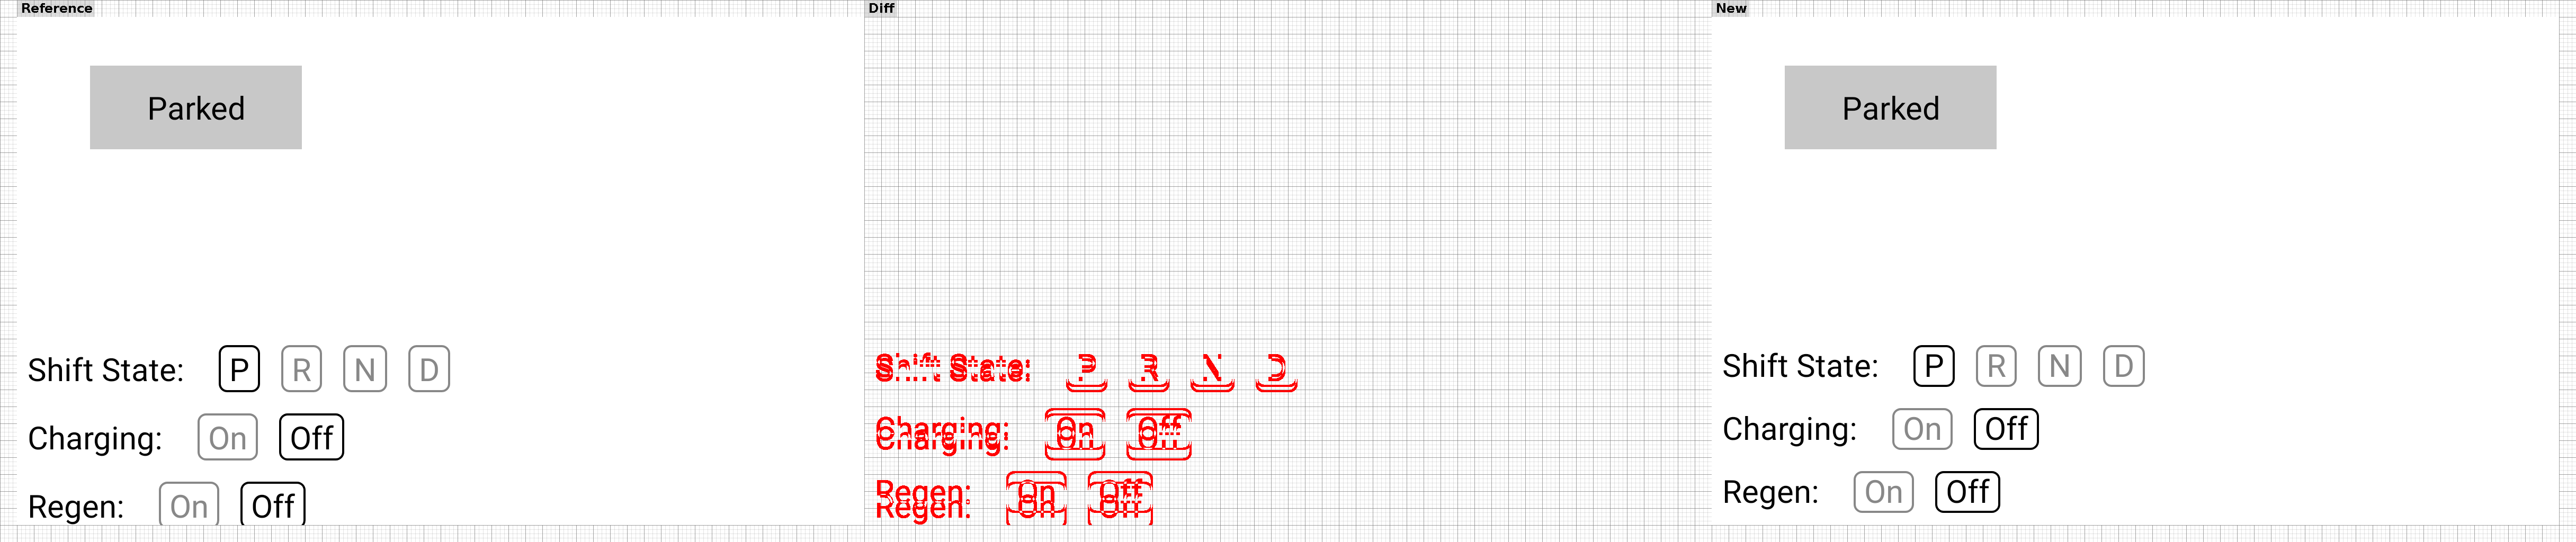 Reference
Diff
New
Parked
Parked
Shift State: P R N D
Shift State: P R N D
Shift State: P R N D
Charging: On Off
Charging: On Off
Charging: On Off
Regen: On Off
Regen: On Off
Regen: On Off